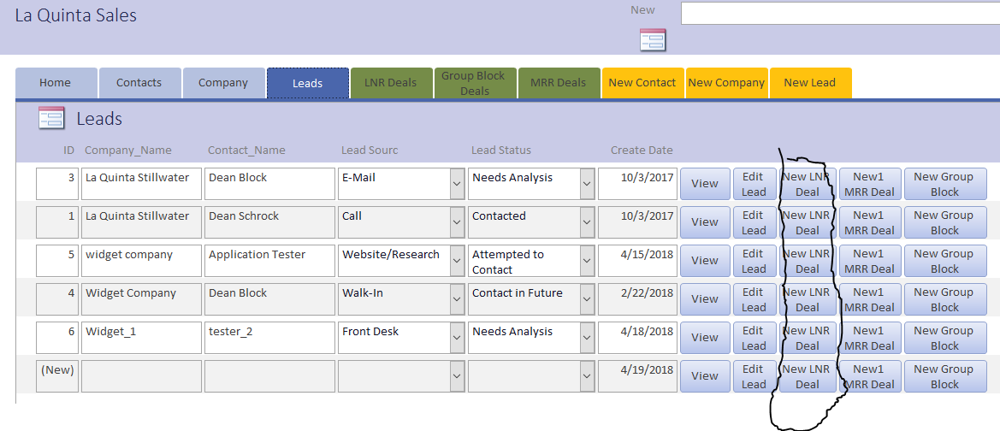 La Quinta Sales
New
Home Contacts Company Leads LNR Deals Group Block Deals MRR Deals New Contact New Company New Lead
Leads
ID Company_Name Contact_Name Lead Sourc Lead Status Create Date
3 La Quinta Stillwater Dean Block E-Mail Needs Analysis 10/3/2017 View Edit Lead New LNR Deal New1 MRR Deal New Group Block
1 La Quinta Stillwater Dean Schrock Call Contacted 10/3/2017 View Edit Lead New LNR Deal New1 MRR Deal New Group Block
5 widget company Application Tester Website/Research Attempted to Contact 4/15/2018 View Edit Lead New LNR Deal New1 MRR Deal New Group Block
4 Widget Company Dean Block Walk-In Contact in Future 2/22/2018 View Edit Lead New LNR Deal New1 MRR Deal New Group Block
6 Widget_1 tester_2 Front Desk Needs Analysis 4/18/2018 View Edit Lead New LNR Deal New1 MRR Deal New Group Block
(New) 4/19/2018 View Edit Lead New LNR Deal New1 MRR Deal New Group Block